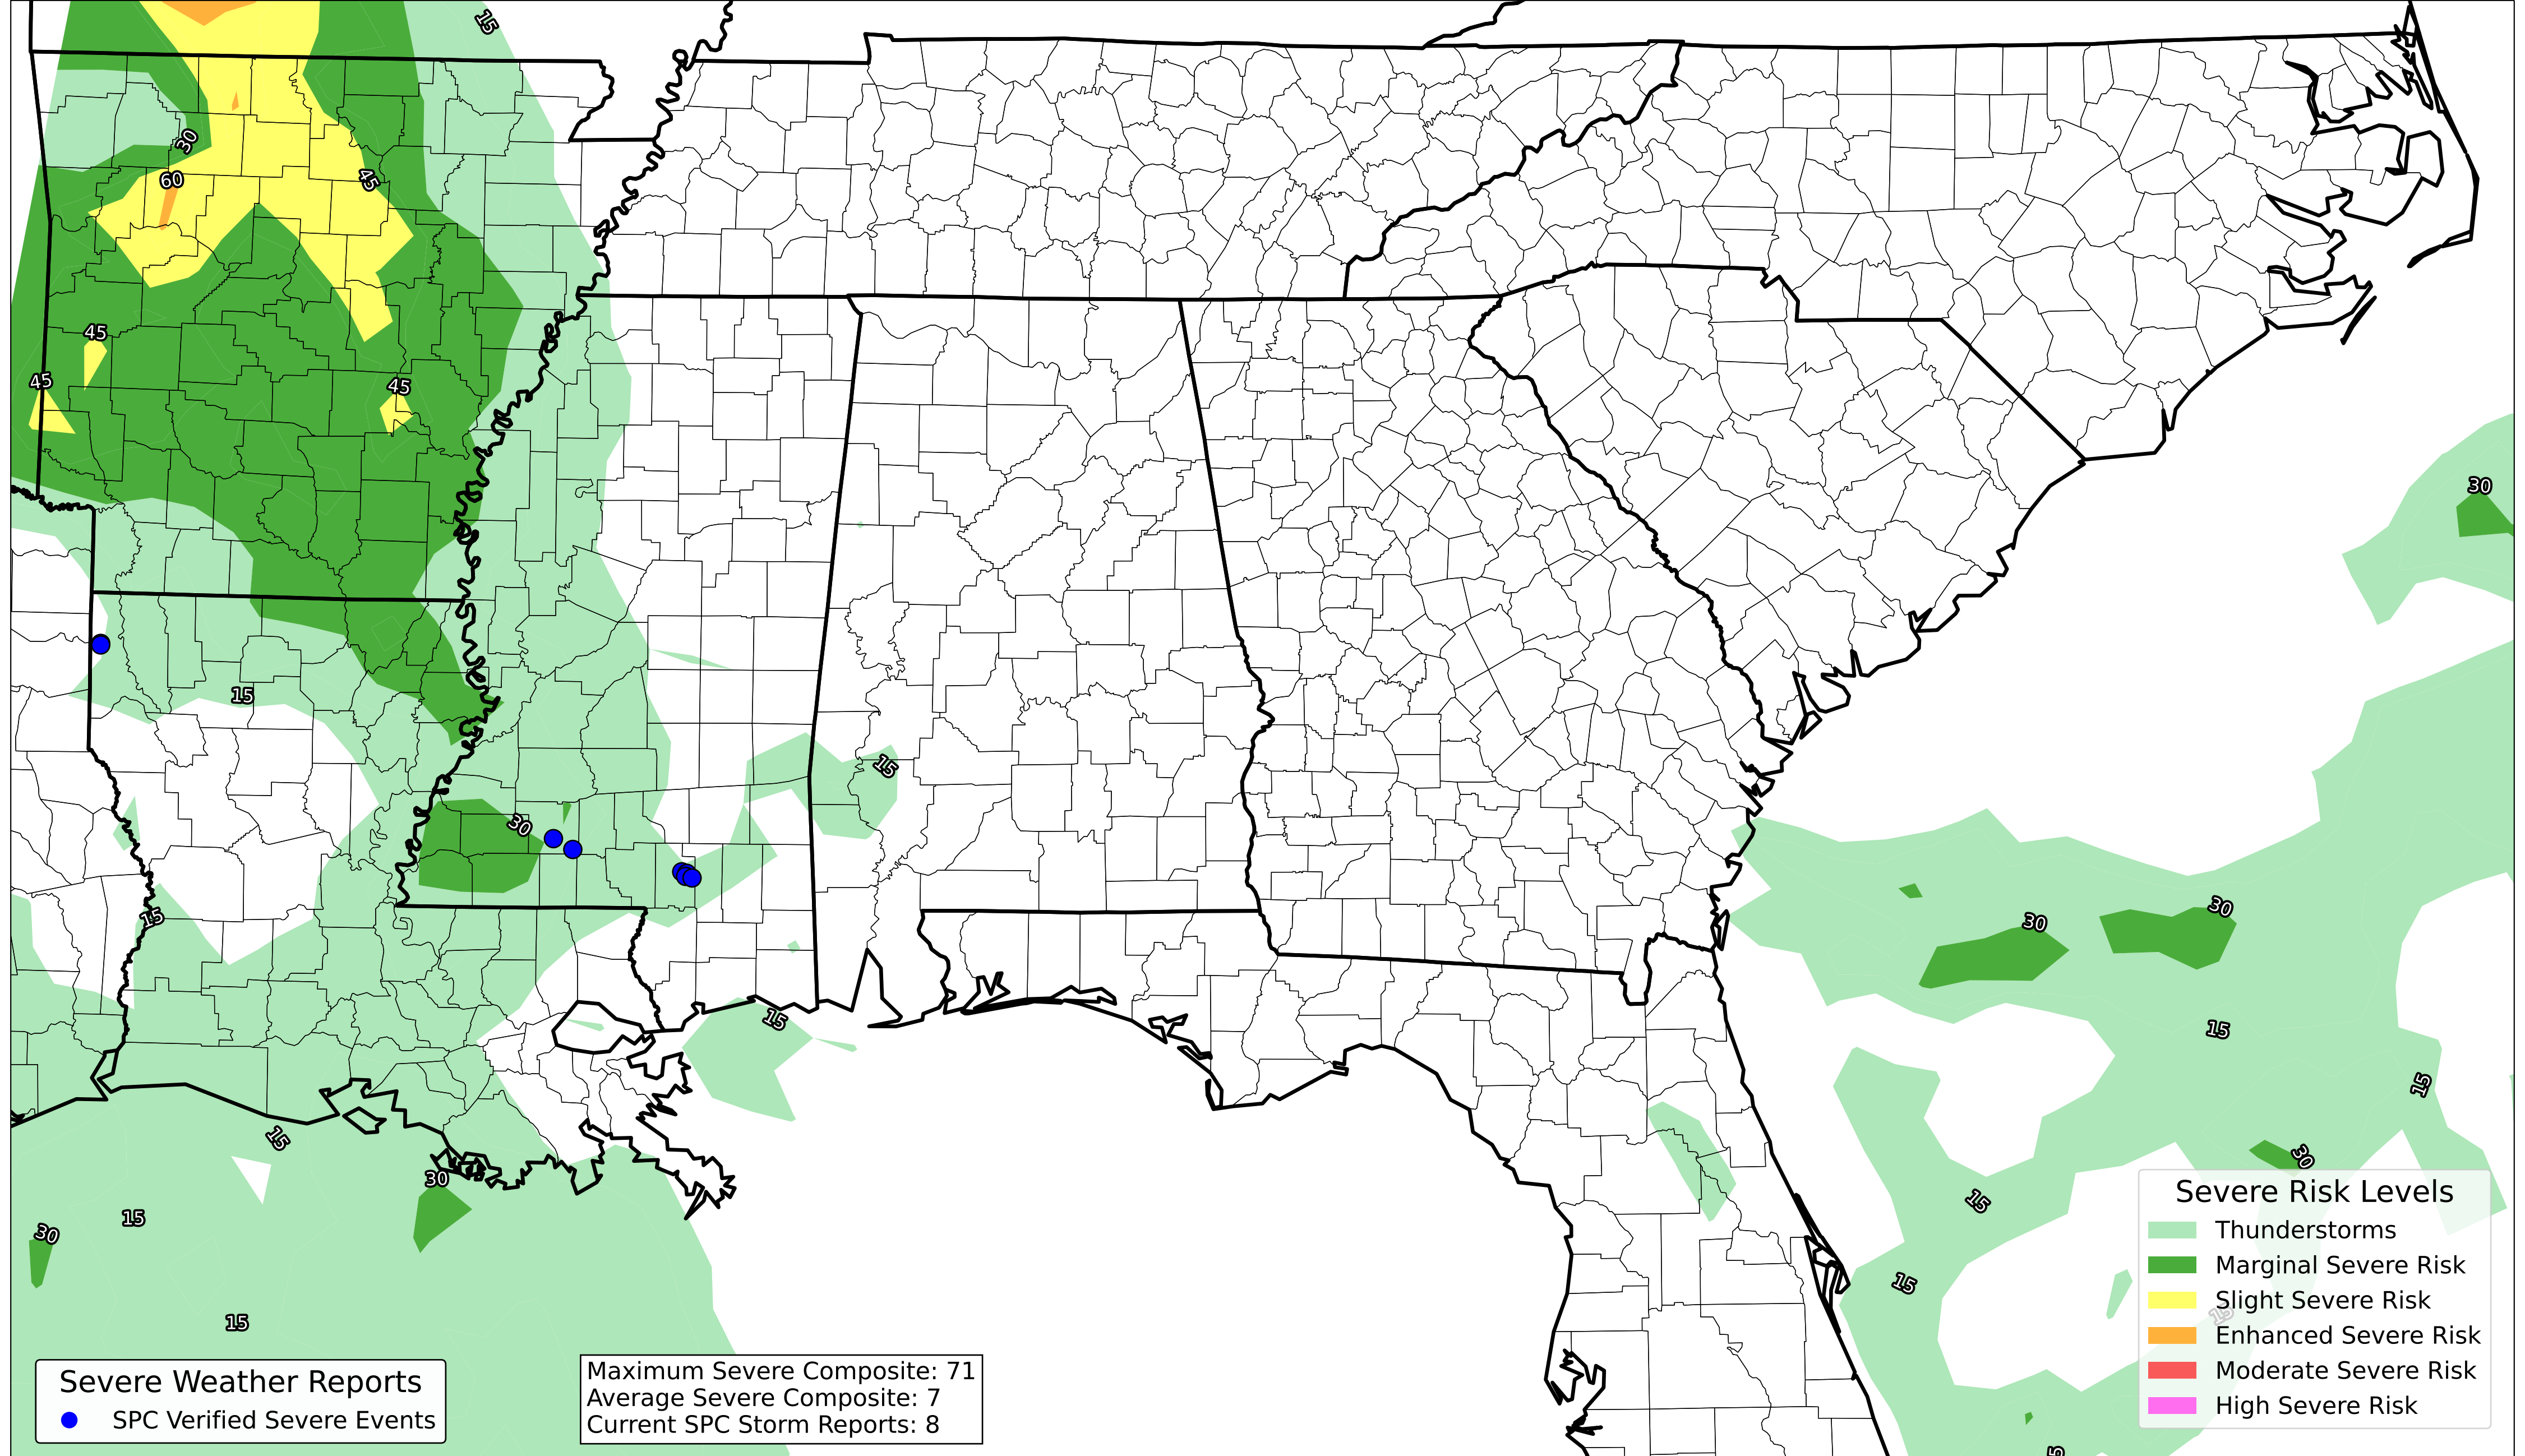 15
30
60
45
45
45
45
30
15
15
30
15
30
30
15
15
15
15
30
15
30
15
30
15
15
15
15
Severe Risk Levels
Thunderstorms
Marginal Severe Risk
Slight Severe Risk
Enhanced Severe Risk
Moderate Severe Risk
High Severe Risk
Severe Weather Reports
SPC Verified Severe Events
Maximum Severe Composite: 71
Average Severe Composite: 7
Current SPC Storm Reports: 8